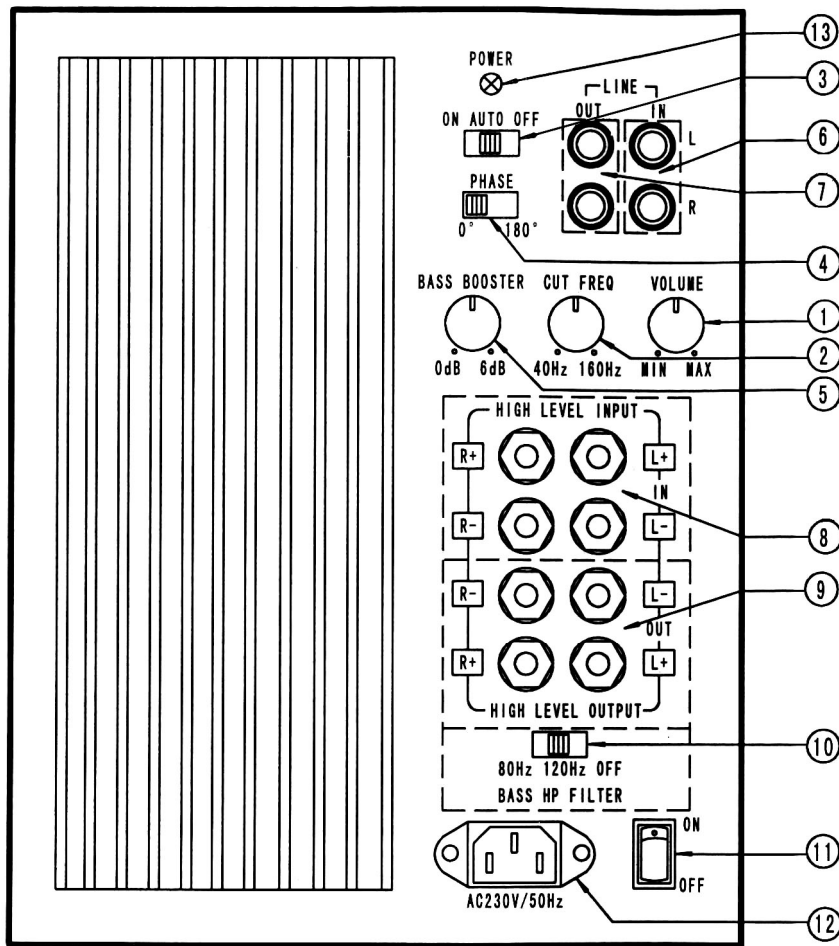 POWER
13
3
LINE
ON AUTO OFF
OUT IN
L
6
7
PHASE
R
0° 180°
4
BASS BOOSTER CUT FREQ VOLUME
1
2
0dB 6dB 40Hz 160Hz MIN MAX
5
HIGH LEVEL INPUT
R+ L+
IN
R- L-
8
R- L-
9
OUT
R+ L+
HIGH LEVEL OUTPUT
10
80Hz 120Hz OFF
BASS HP FILTER
ON
11
OFF
AC230V/50Hz
12